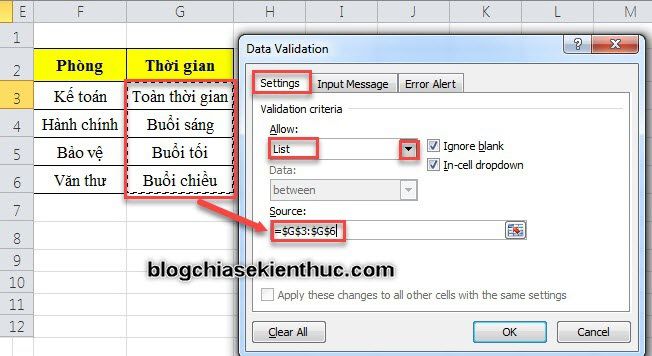 E F G H I J K L M
1
2 Phòng Thời gian
3 Kế toán Toàn thời gian
4 Hành chính Buổi sáng
5 Bảo vệ Buổi tối
6 Văn thư Buổi chiều
7
8
9
10
11
12
Data Validation
Settings Input Message Error Alert
Validation criteria
Allow:
List
Ignore blank
In-cell dropdown
Data:
between
Source:
=$G$3:$G$6
blogchiasekienthuc.com
Apply these changes to all other cells with the same settings
Clear All OK Cancel